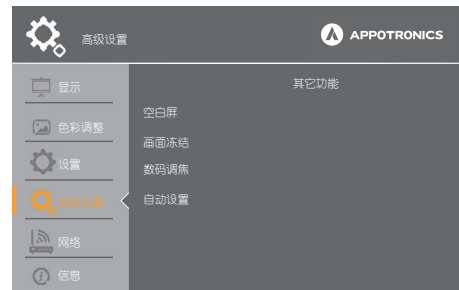 高级设置
APPOTRONICS
显示
色彩调整
设置
网络
信息
其它功能
空白屏
画面冻结
数码调焦
自动设置